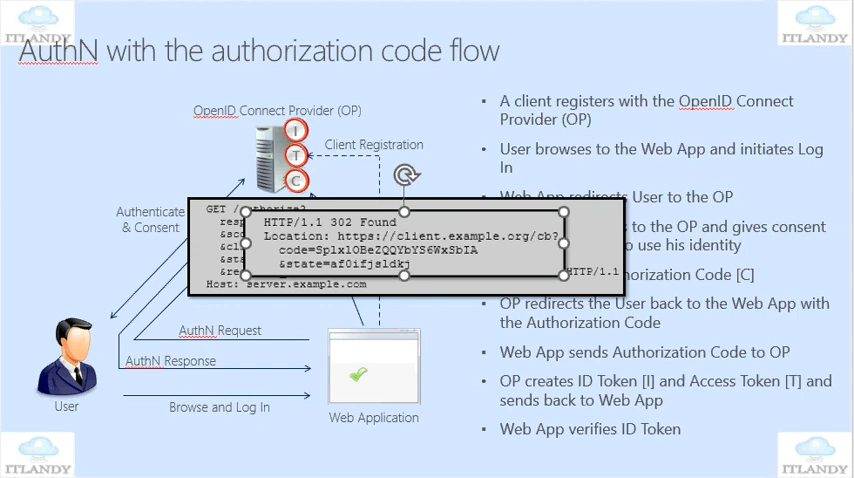 ITLANDY
ITLANDY
AuthN with the authorization code flow
OpenID Connect Provider (OP)
I
T
C
Client Registration
Authenticate
& Consent
GET /authorize?
resp
&sco
&cli
&sta
&re
HTTP/1.1
Host: server.example.com
HTTP/1.1 302 Found
Location: https://client.example.org/cb?
code=SplxlOBeZQQYbYS6WxSbIA
&state=af0ifjsldkj
AuthN Request
AuthN Response
Browse and Log In
User
Web Application
• A client registers with the OpenID Connect
Provider (OP)
• User browses to the Web App and initiates Log
In
• Web App redirects User to the OP
s to the OP and gives consent
to use his identity
Authorization Code [C]
• OP redirects the User back to the Web App with
the Authorization Code
• Web App sends Authorization Code to OP
• OP creates ID Token [I] and Access Token [T] and
sends back to Web App
• Web App verifies ID Token
ITLANDY
ITLANDY